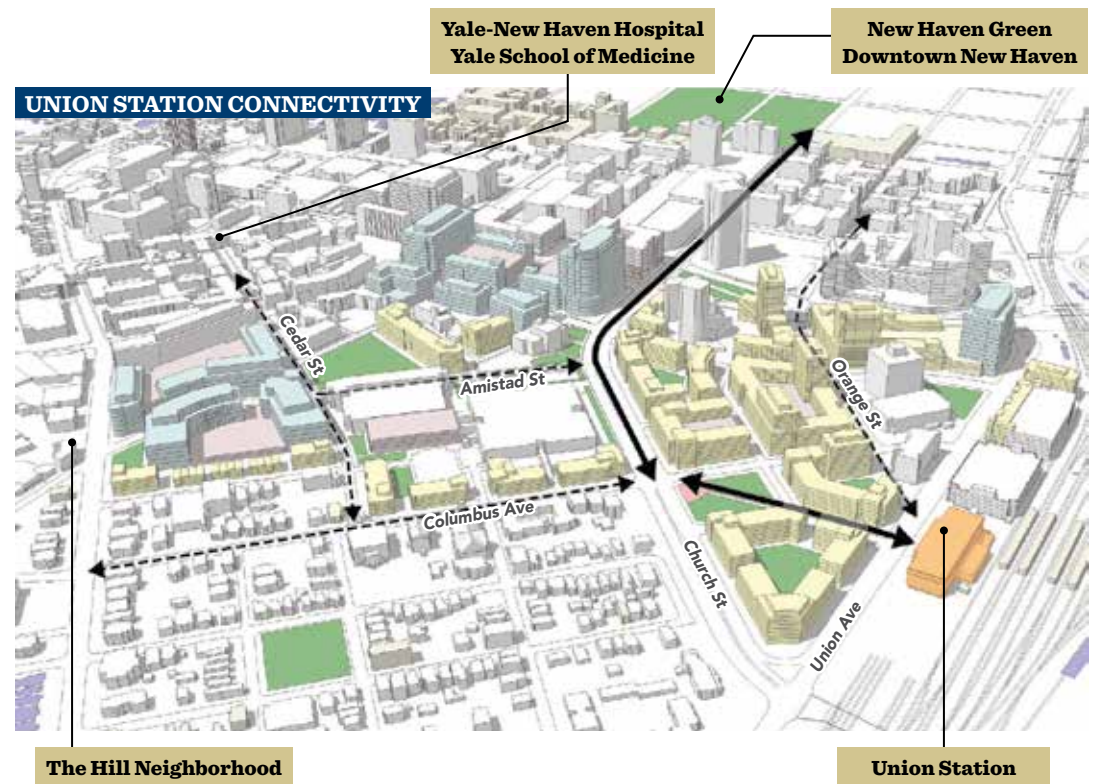 Yale-New Haven Hospital
Yale School of Medicine
New Haven Green
Downtown New Haven
UNION STATION CONNECTIVITY
Cedar St
Amistad St
Orange St
Columbus Ave
Church St
Union Ave
The Hill Neighborhood
Union Station